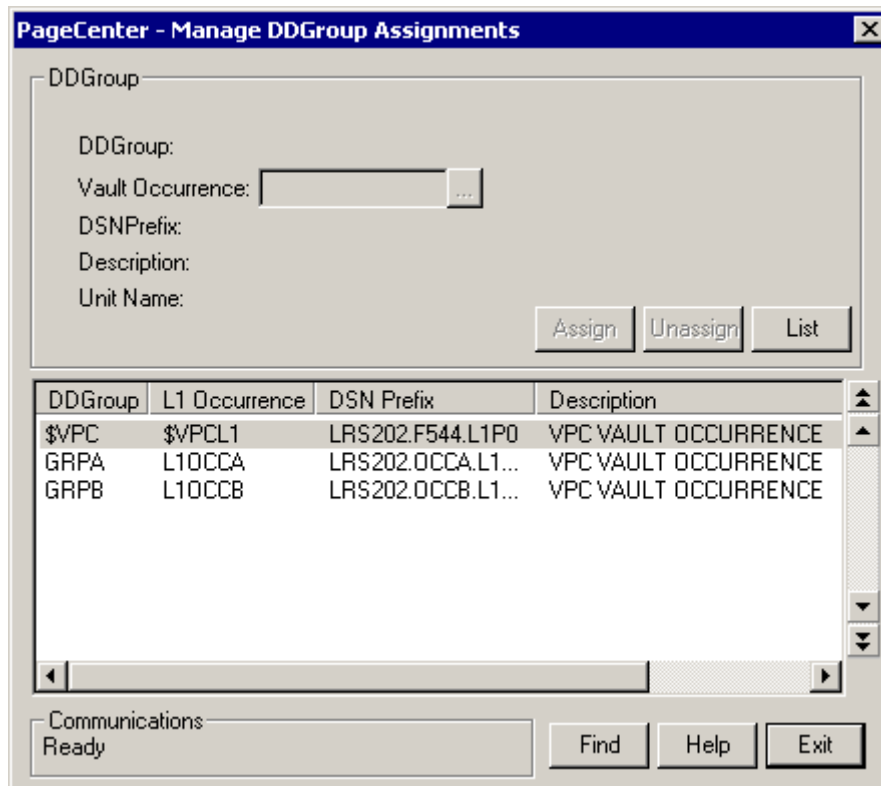 PageCenter - Manage DDGroup Assignments
DDGroup
DDGroup:
Vault Occurrence: ...
DSNPrefix:
Description:
Unit Name:
Assign Unassign List
DDGroup L1 Occurrence DSN Prefix Description
$VPC $VPCL1 LRS202.F544.L1P0 VPC VAULT OCCURRENCE
GRPA L1OCCA LRS202.OCCA.L1... VPC VAULT OCCURRENCE
GRPB L1OCCB LRS202.OCCB.L1... VPC VAULT OCCURRENCE
Communications
Ready
Find Help Exit